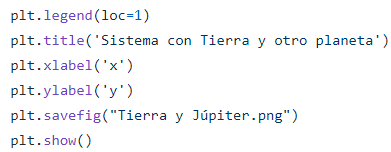 plt.legend(loc=1)
plt.title('Sistema con Tierra y otro planeta')
plt.xlabel('x')
plt.ylabel('y')
plt.savefig("Tierra y Júpiter.png")
plt.show()